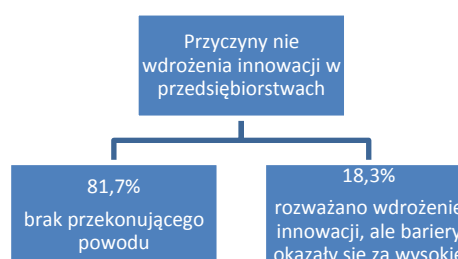 Przyczyny nie
wdrożenia innowacji w
przedsiębiorstwach
81,7%
brak przekonującego
powodu
18,3%
rozważano wdrożenie
innowacji, ale bariery
okazały się za wysokie